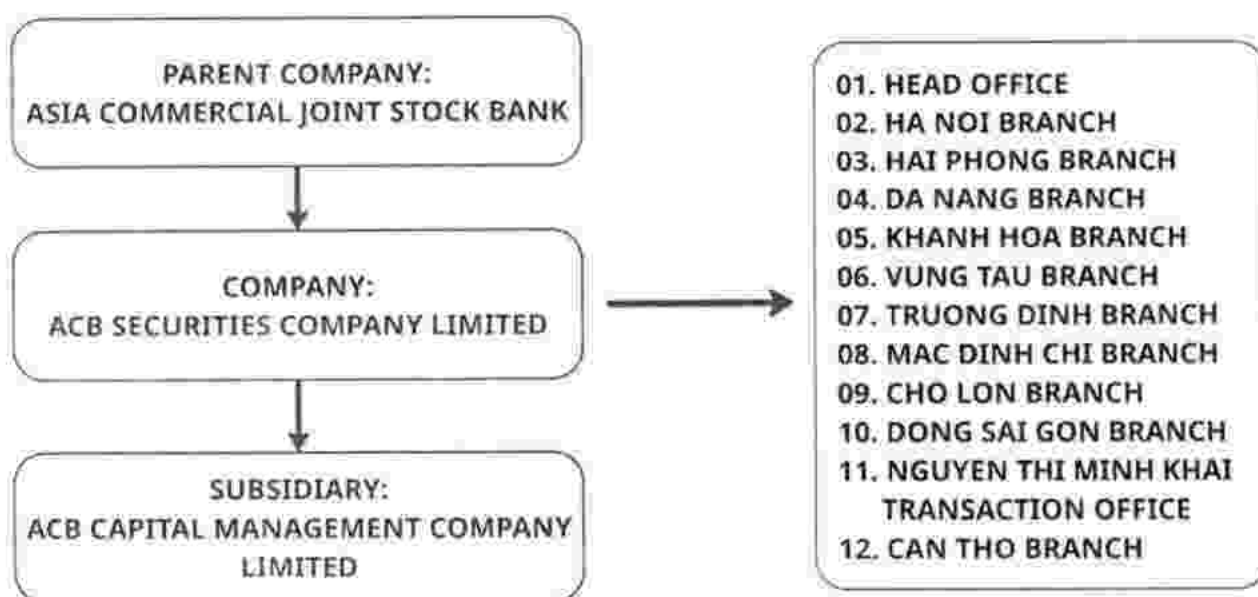 PARENT COMPANY:
ASIA COMMERCIAL JOINT STOCK BANK
COMPANY:
ACB SECURITIES COMPANY LIMITED
SUBSIDIARY:
ACB CAPITAL MANAGEMENT COMPANY
LIMITED
01. HEAD OFFICE
02. HA NOI BRANCH
03. HAI PHONG BRANCH
04. DA NANG BRANCH
05. KHANH HOA BRANCH
06. VUNG TAU BRANCH
07. TRUONG DINH BRANCH
08. MAC DINH CHI BRANCH
09. CHO LON BRANCH
10. DONG SAI GON BRANCH
11. NGUYEN THI MINH KHAI
TRANSACTION OFFICE
12. CAN THO BRANCH